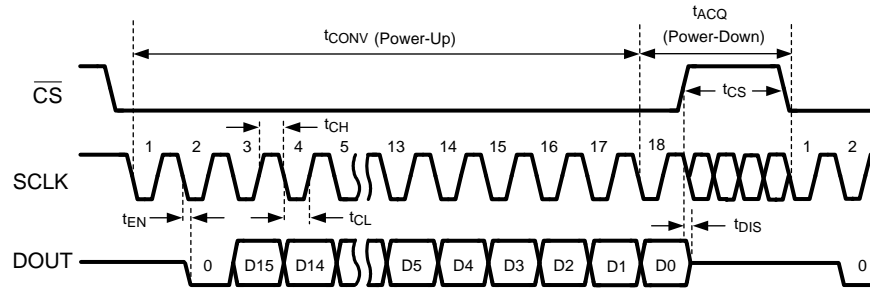 tCONV (Power-Up)
tACQ
(Power-Down)
CS
tCS
tCH
1 2 3 4 5 13 14 15 16 17 18 1 2
SCLK
tEN
tCL
tDIS
DOUT
0 D15 D14 D5 D4 D3 D2 D1 D0 0